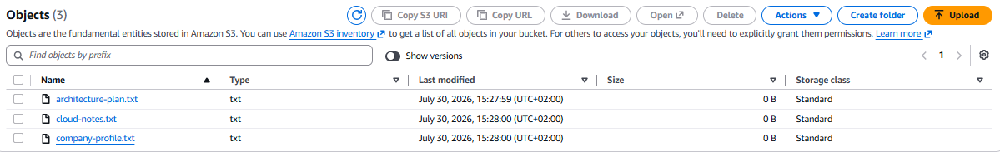 Objects (3)
Copy S3 URI Copy URL Download Open Delete Actions Create folder Upload
Objects are the fundamental entities stored in Amazon S3. You can use Amazon S3 inventory to get a list of all objects in your bucket. For others to access your objects, you'll need to explicitly grant them permissions. Learn more
Find objects by prefix Show versions 1
Name Type Last modified Size Storage class
architecture-plan.txt txt July 30, 2026, 15:27:59 (UTC+02:00) 0 B Standard
cloud-notes.txt txt July 30, 2026, 15:28:00 (UTC+02:00) 0 B Standard
company-profile.txt txt July 30, 2026, 15:28:00 (UTC+02:00) 0 B Standard